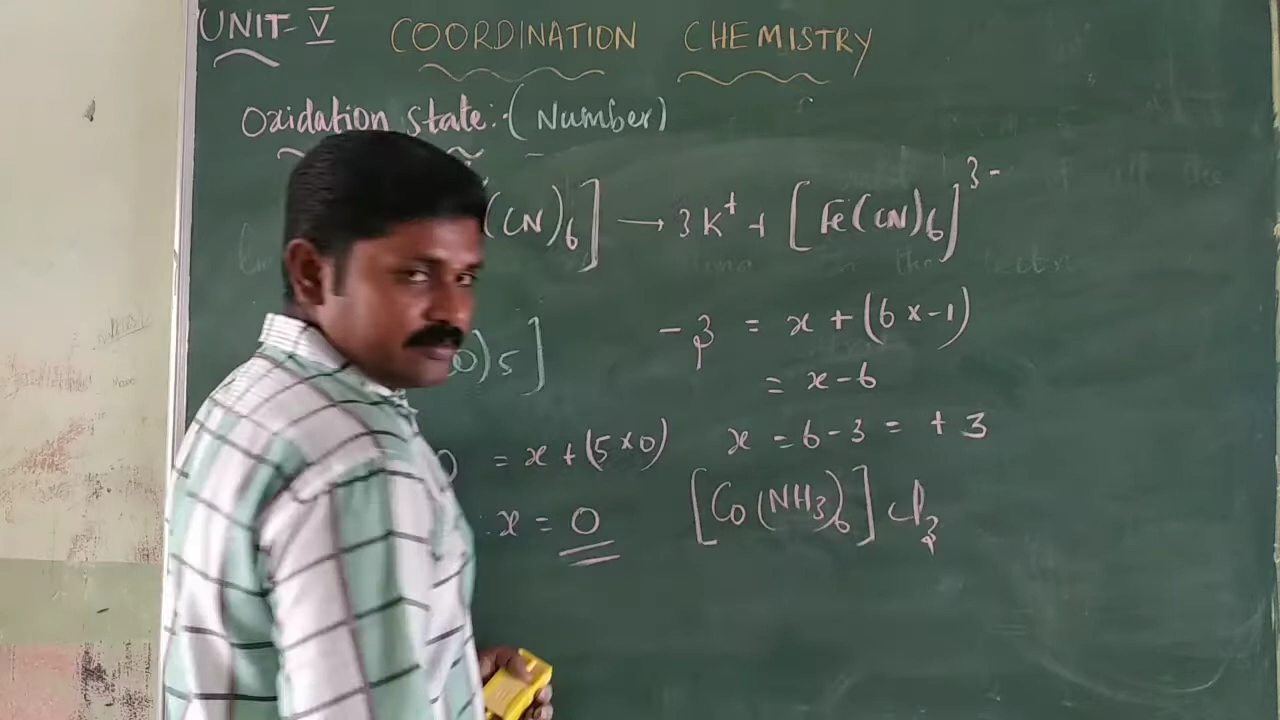 UNIT-V COORDINATION CHEMISTRY
Oxidation state:-(Number)
(CN)6] → 3K+ + [Fe(CN)6]3-
-3 = x + (6 x -1)
= x - 6
x = 6 - 3 = + 3
O)5]
0 = x + (5 x 0)
x = 0
[Co(NH3)6] Cl3